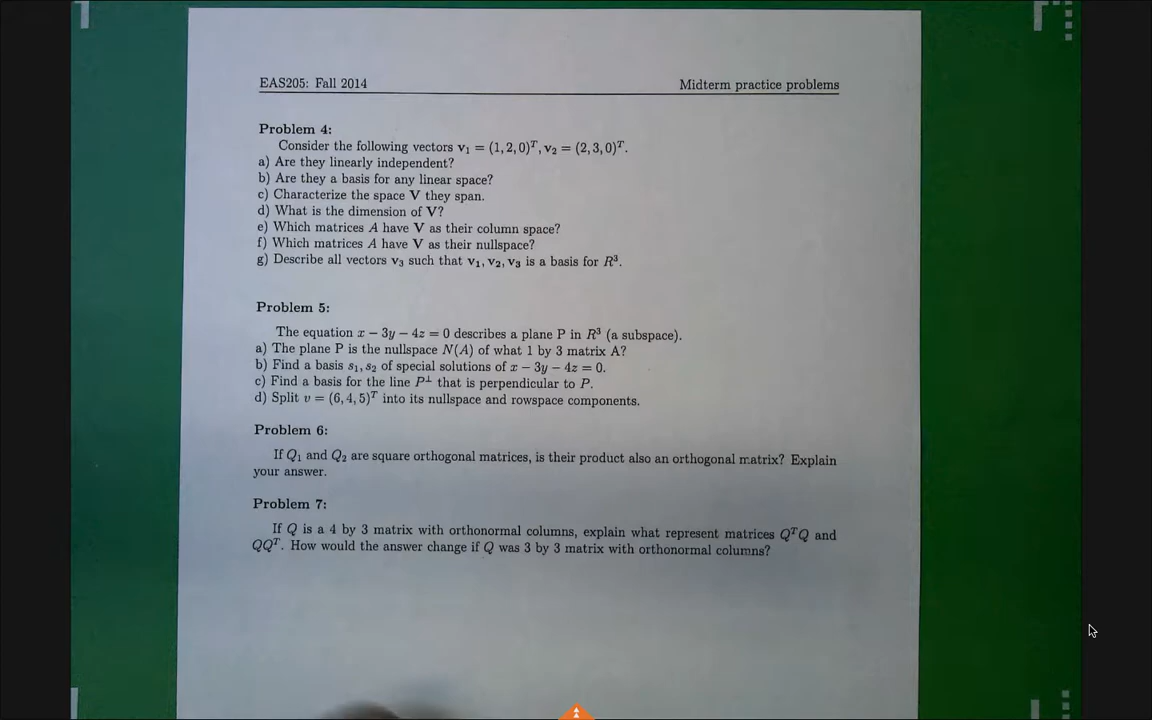 EAS205: Fall 2014 Midterm practice problems
Problem 4:
Consider the following vectors v₁ = (1, 2, 0)ᵀ, v₂ = (2, 3, 0)ᵀ.
a) Are they linearly independent?
b) Are they a basis for any linear space?
c) Characterize the space V they span.
d) What is the dimension of V?
e) Which matrices A have V as their column space?
f) Which matrices A have V as their nullspace?
g) Describe all vectors v₃ such that v₁, v₂, v₃ is a basis for R³.
Problem 5:
The equation x − 3y − 4z = 0 describes a plane P in R³ (a subspace).
a) The plane P is the nullspace N(A) of what 1 by 3 matrix A?
b) Find a basis s₁, s₂ of special solutions of x − 3y − 4z = 0.
c) Find a basis for the line P⊥ that is perpendicular to P.
d) Split v = (6, 4, 5)ᵀ into its nullspace and rowspace components.
Problem 6:
If Q₁ and Q₂ are square orthogonal matrices, is their product also an orthogonal matrix? Explain
your answer.
Problem 7:
If Q is a 4 by 3 matrix with orthonormal columns, explain what represent matrices QᵀQ and
QQᵀ. How would the answer change if Q was 3 by 3 matrix with orthonormal columns?